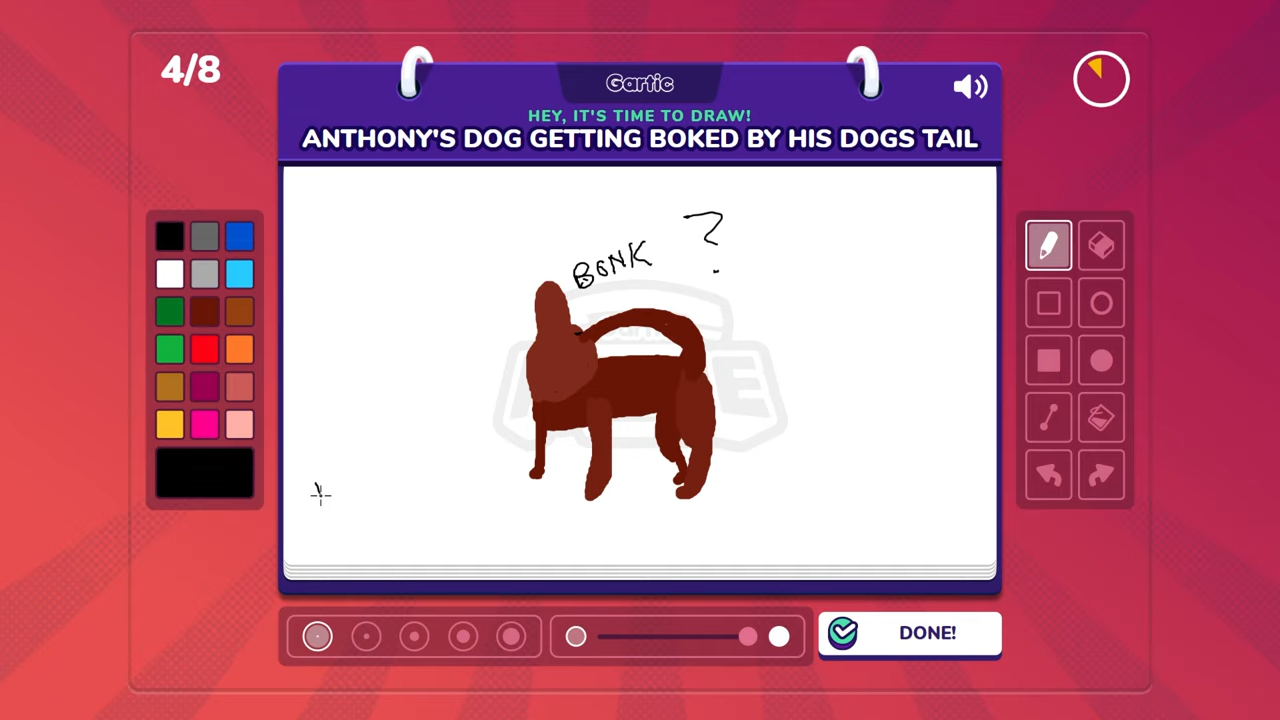 4/8
Gartic
HEY, IT'S TIME TO DRAW!
ANTHONY'S DOG GETTING BOKED BY HIS DOGS TAIL
BONK ?
DONE!